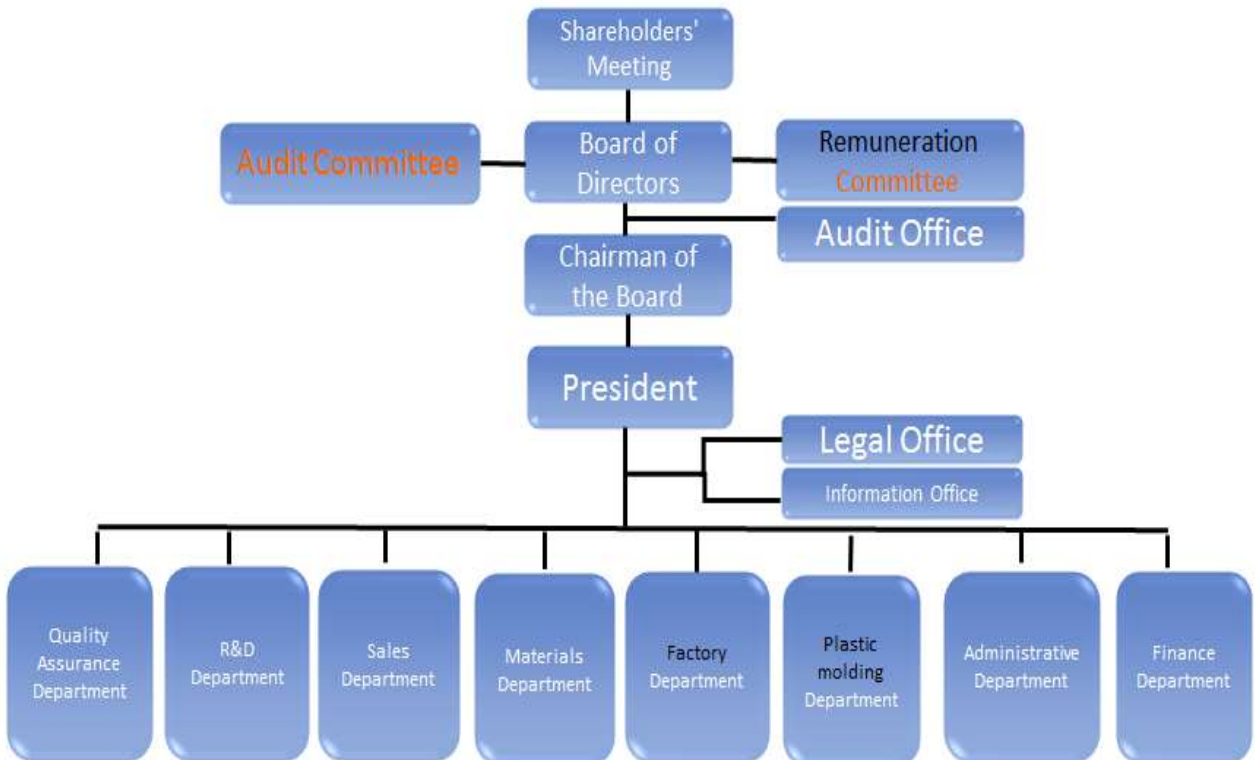 Shareholders'
Meeting
Audit Committee
Board of
Directors
Remuneration
Committee
Audit Office
Chairman of
the Board
President
Legal Office
Information Office
Quality
Assurance
Department
R&D
Department
Sales
Department
Materials
Department
Factory
Department
Plastic
molding
Department
Administrative
Department
Finance
Department